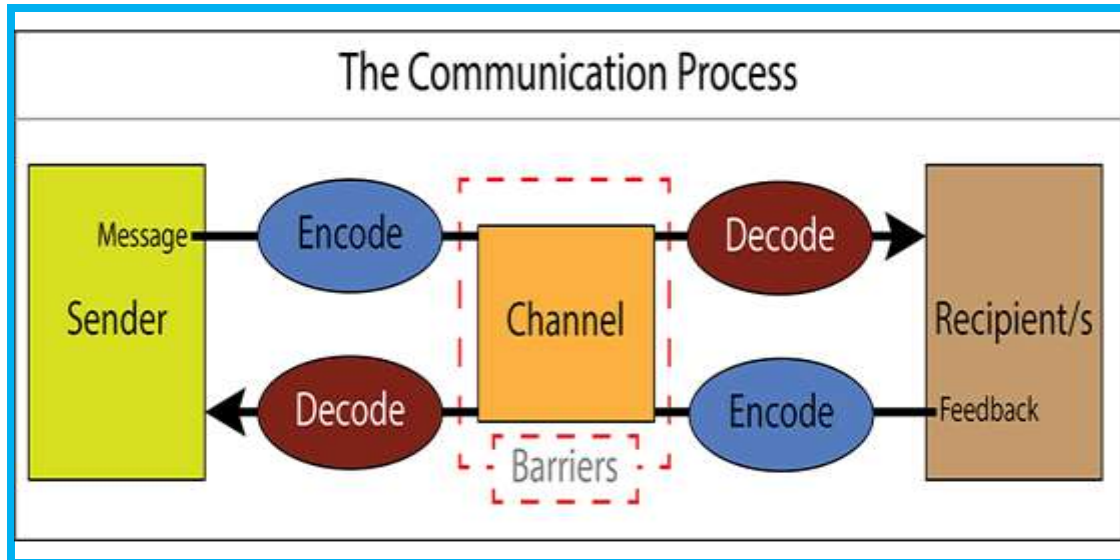 The Communication Process
Message
Encode
Decode
Sender
Channel
Recipient/s
Decode
Encode
Feedback
Barriers